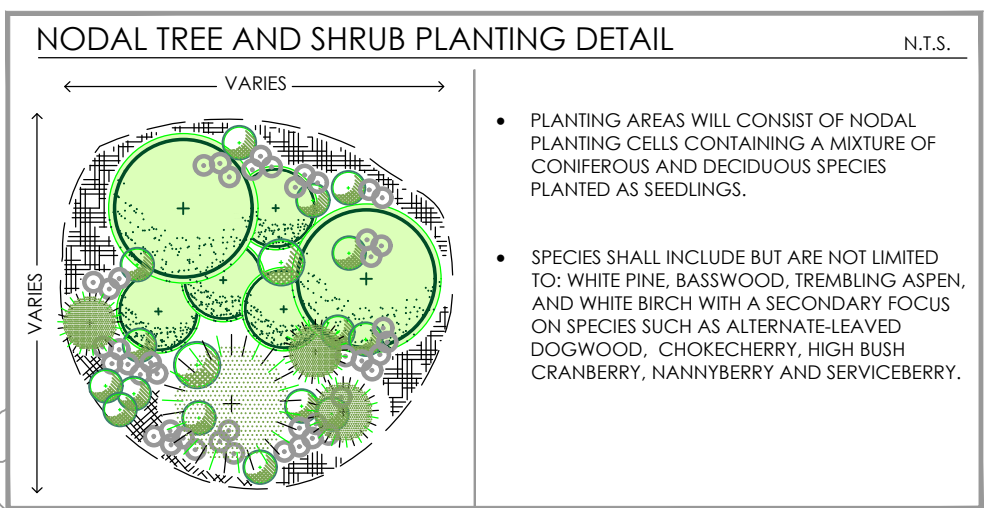 NODAL TREE AND SHRUB PLANTING DETAIL N.T.S.
VARIES
VARIES
• PLANTING AREAS WILL CONSIST OF NODAL
PLANTING CELLS CONTAINING A MIXTURE OF
CONIFEROUS AND DECIDUOUS SPECIES
PLANTED AS SEEDLINGS.
• SPECIES SHALL INCLUDE BUT ARE NOT LIMITED
TO: WHITE PINE, BASSWOOD, TREMBLING ASPEN,
AND WHITE BIRCH WITH A SECONDARY FOCUS
ON SPECIES SUCH AS ALTERNATE-LEAVED
DOGWOOD, CHOKECHERRY, HIGH BUSH
CRANBERRY, NANNYBERRY AND SERVICEBERRY.